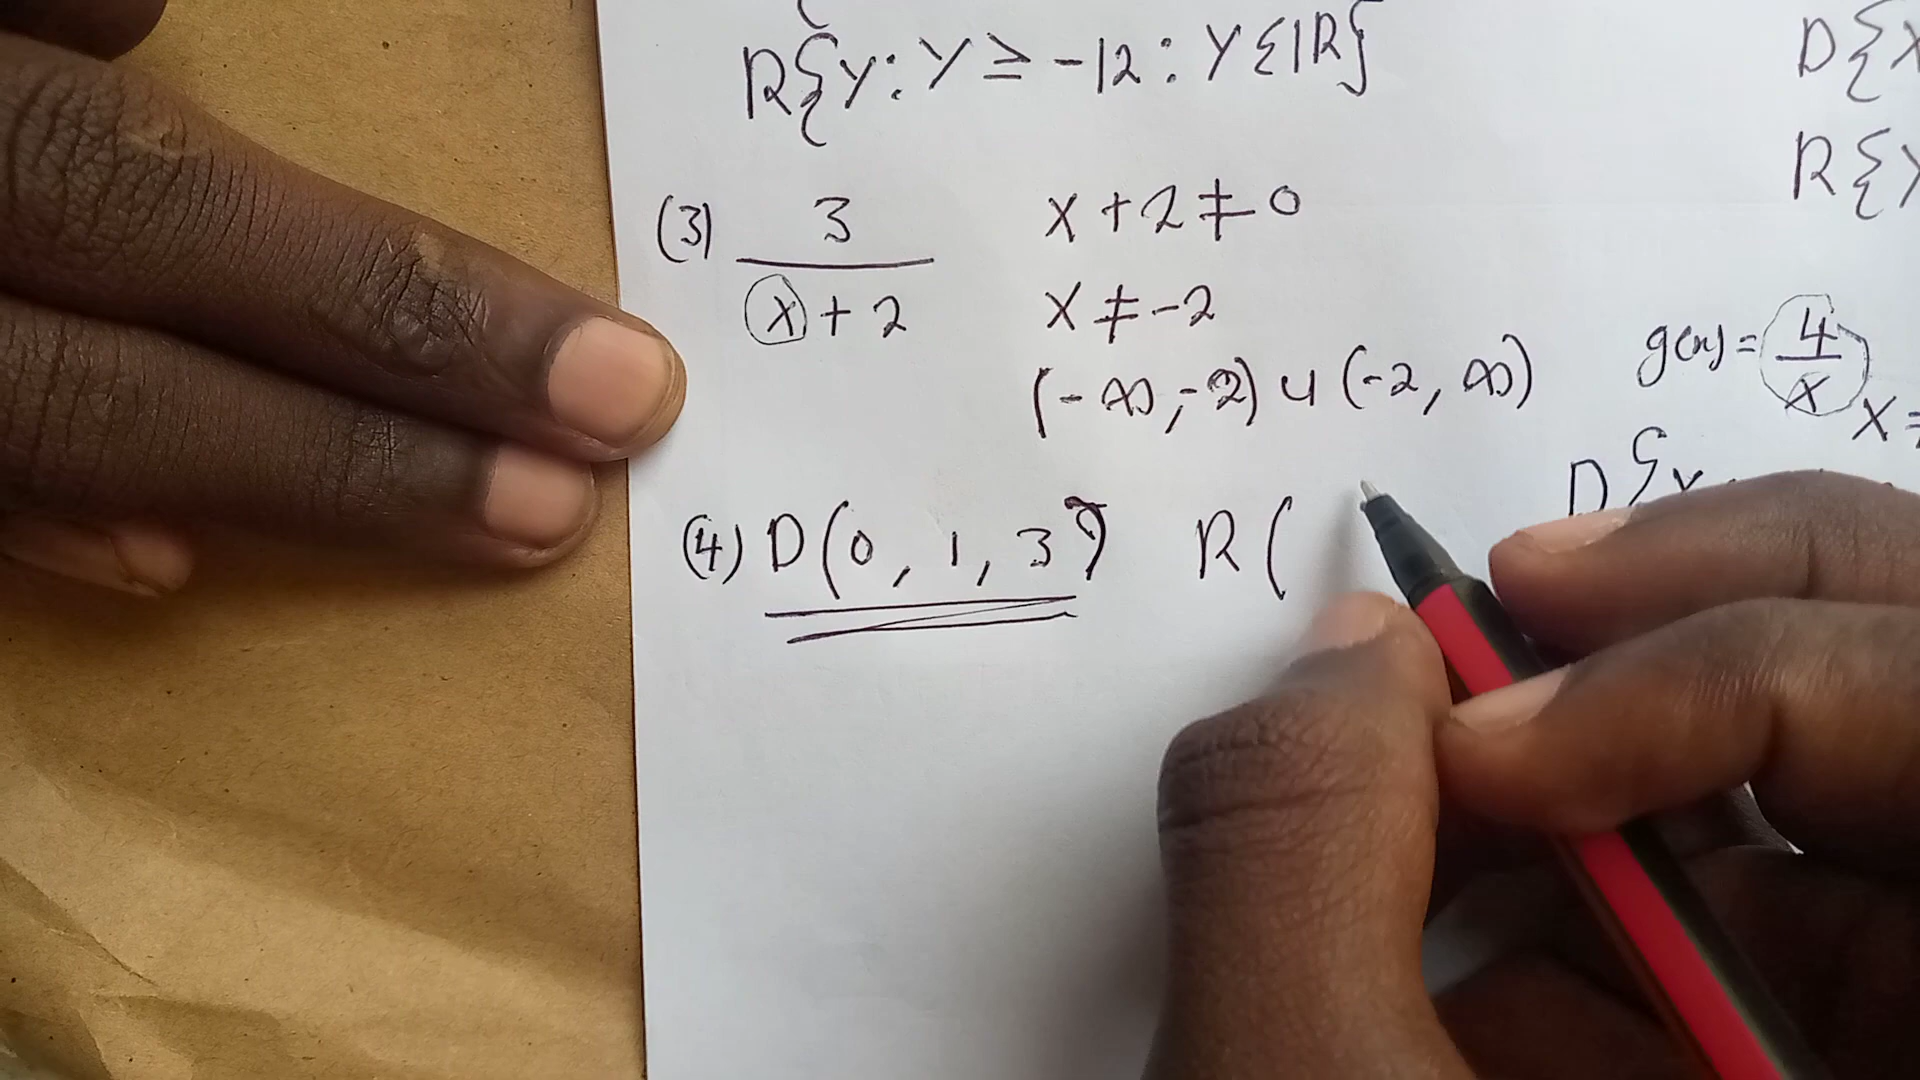 R{Y: Y ≥ -12 : Y ∈ ℝ}
(3) 3
x + 2
x + 2 ≠ 0
x ≠ -2
(-∞, -2) ∪ (-2, ∞)
(4) D(0, 1, 3) R(
D{X
R{Y
g(x) = 4
x
X =
D{X